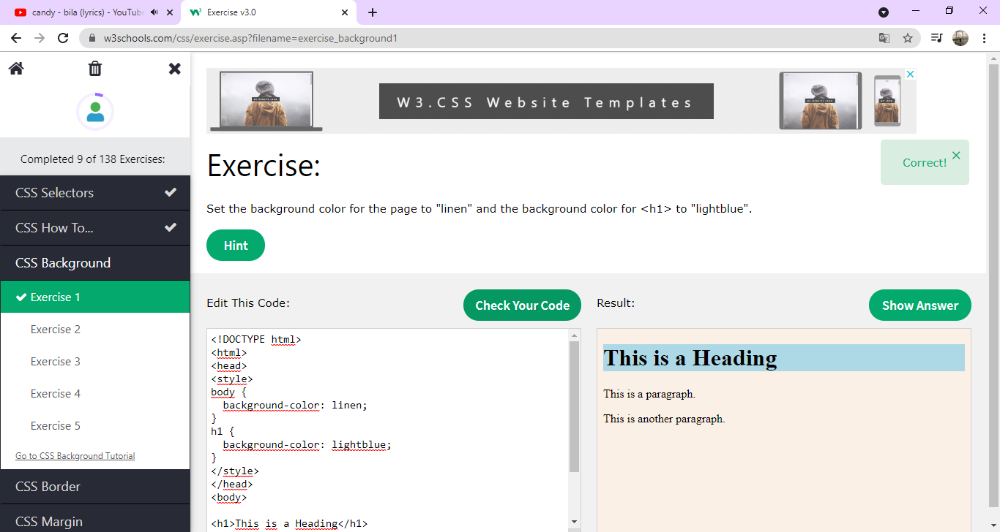 candy - bila (lyrics) - YouTube
Exercise v3.0
w3schools.com/css/exercise.asp?filename=exercise_background1
W3.CSS Website Templates
Completed 9 of 138 Exercises:
CSS Selectors
CSS How To...
CSS Background
Exercise 1
Exercise 2
Exercise 3
Exercise 4
Exercise 5
Go to CSS Background Tutorial
CSS Border
CSS Margin
Exercise:
Correct!
Set the background color for the page to "linen" and the background color for <h1> to "lightblue".
Hint
Edit This Code:
Check Your Code
<!DOCTYPE html>
<html>
<head>
<style>
body {
  background-color: linen;
}
h1 {
  background-color: lightblue;
}
</style>
</head>
<body>
<h1>This is a Heading</h1>
Result:
Show Answer
This is a Heading
This is a paragraph.
This is another paragraph.